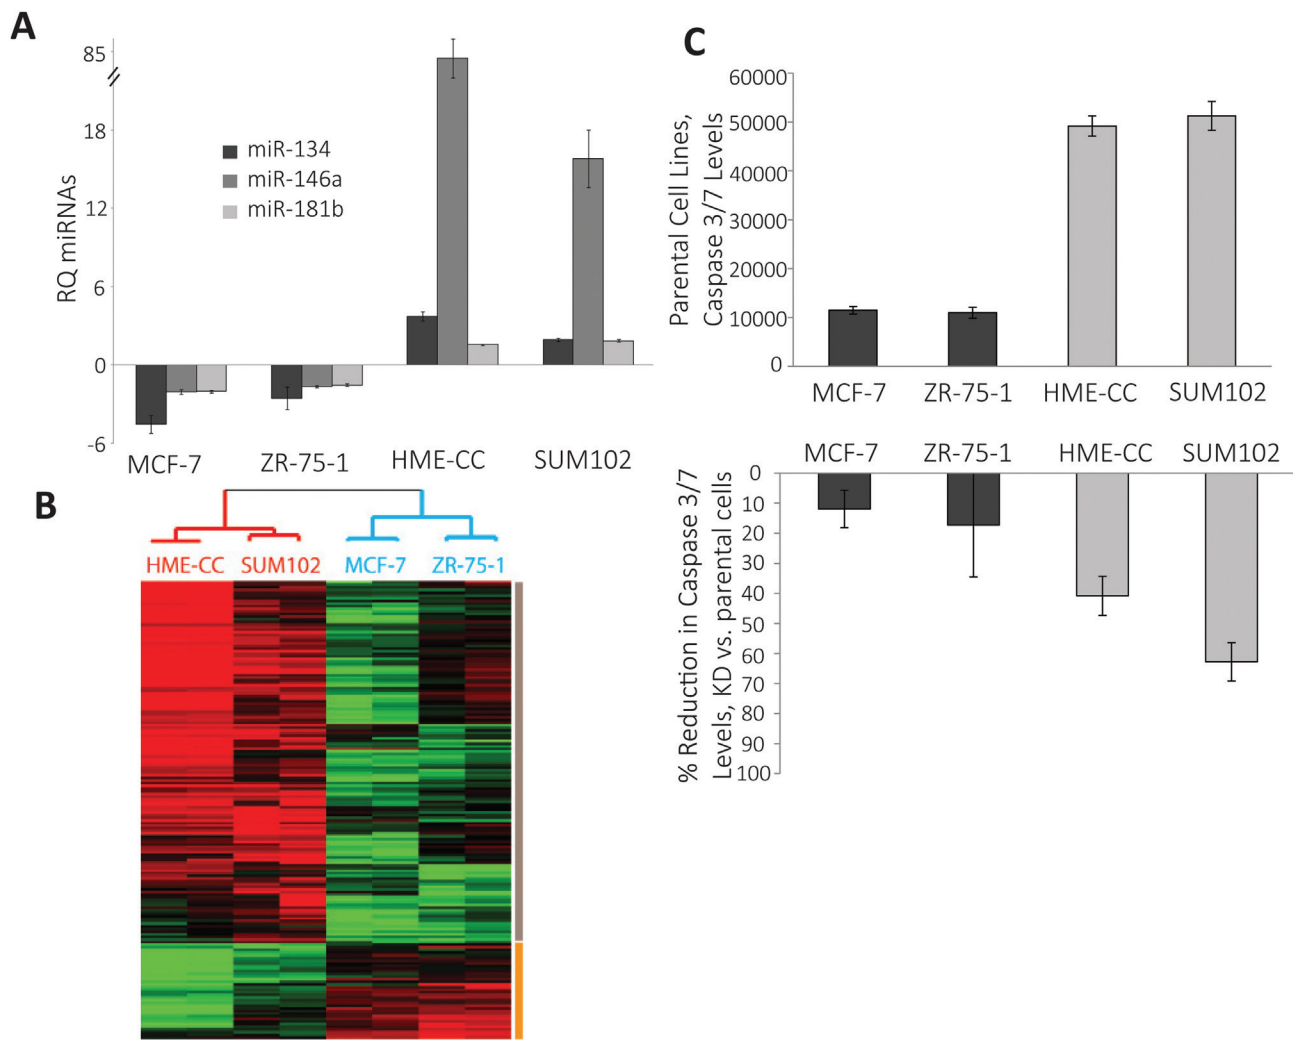 A
85
18
12
6
0
-6
RQ miRNAs
miR-134
miR-146a
miR-181b
MCF-7 ZR-75-1 HME-CC SUM102
B
HME-CC SUM102 MCF-7 ZR-75-1
C
Parental Cell Lines,
Caspase 3/7 Levels
60000
50000
40000
30000
20000
10000
0
MCF-7 ZR-75-1 HME-CC SUM102
MCF-7 ZR-75-1 HME-CC SUM102
% Reduction in Caspase 3/7
Levels, KD vs. parental cells
0
10
20
30
40
50
60
70
80
90
100